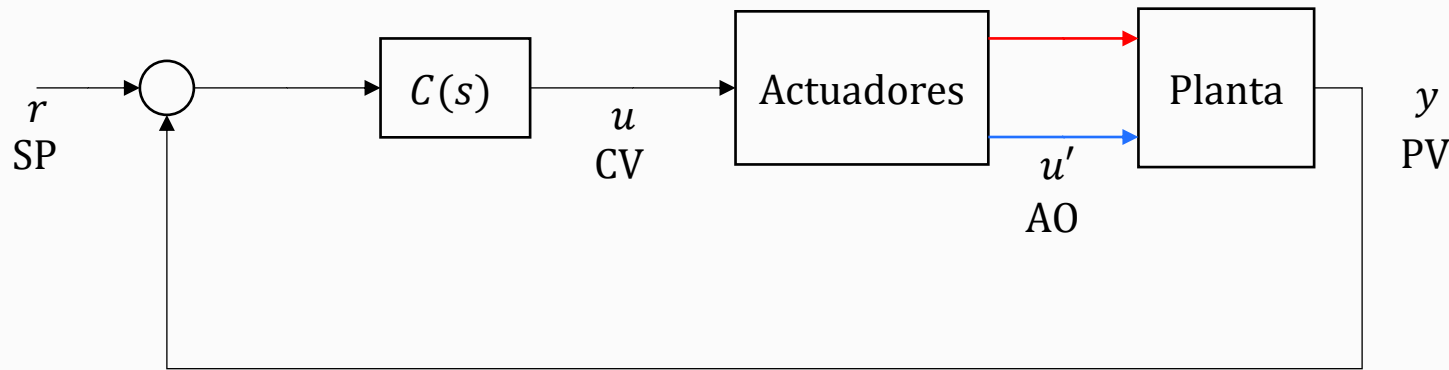 r
SP
C(s)
u
CV
Actuadores
u′
AO
Planta
y
PV